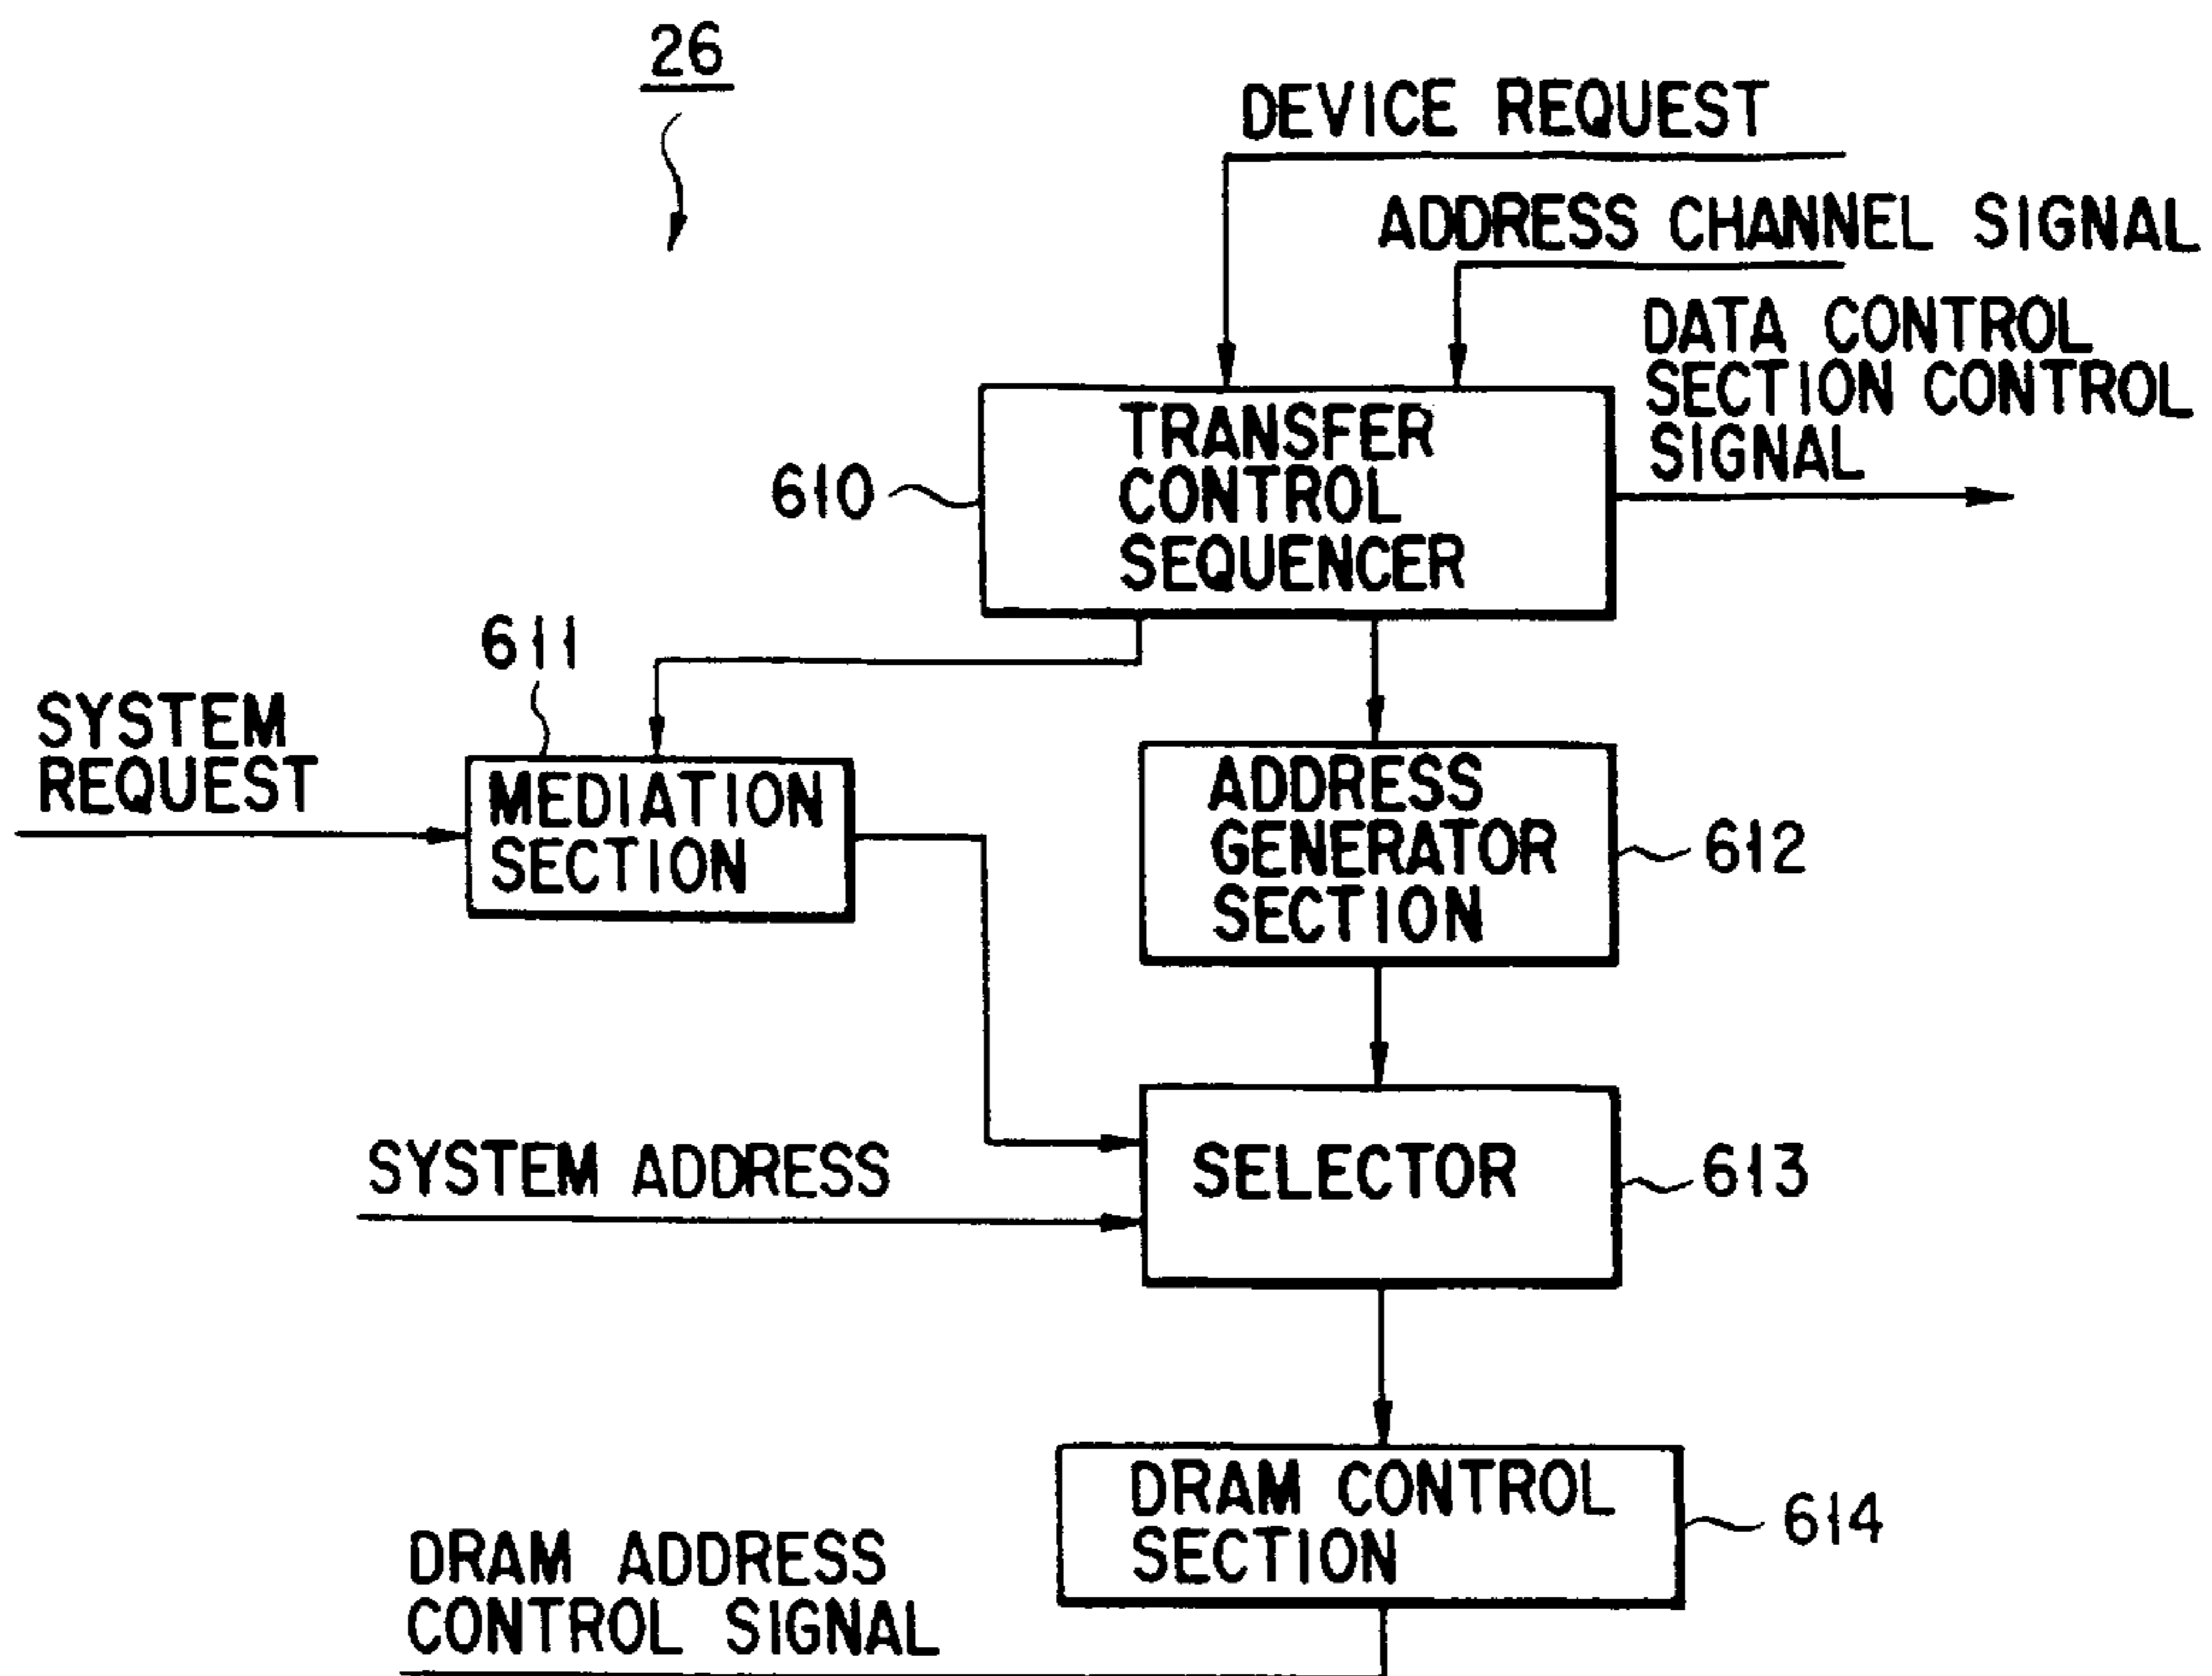 26
DEVICE REQUEST
ADDRESS CHANNEL SIGNAL
DATA CONTROL
SECTION CONTROL
SIGNAL
TRANSFER
CONTROL
SEQUENCER
610
611
SYSTEM
REQUEST
MEDIATION
SECTION
ADDRESS
GENERATOR
SECTION
612
SYSTEM ADDRESS
SELECTOR
613
DRAM CONTROL
SECTION
614
DRAM ADDRESS
CONTROL SIGNAL